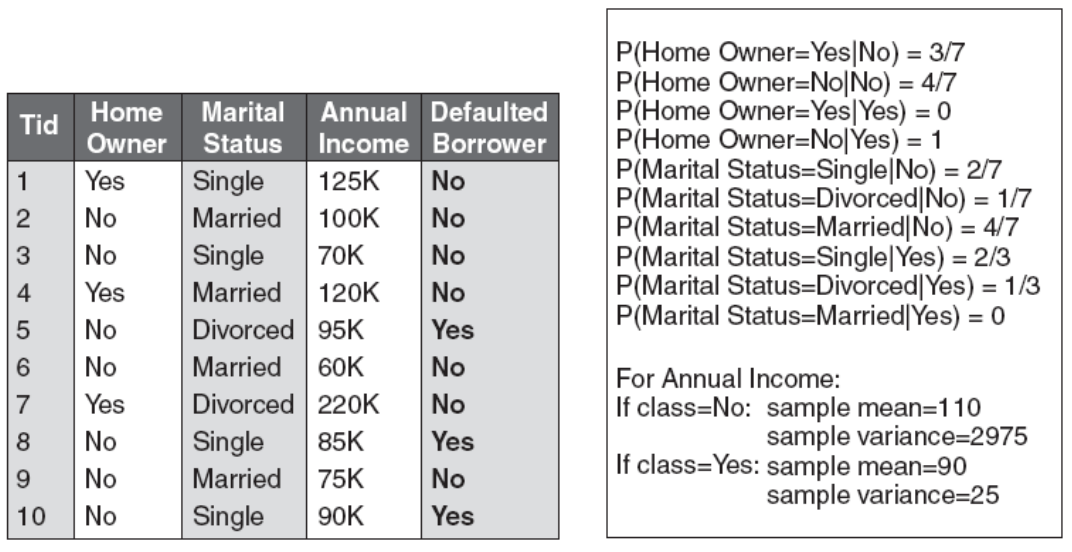 Tid Home Owner Marital Status Annual Income Defaulted Borrower
1 Yes Single 125K No
2 No Married 100K No
3 No Single 70K No
4 Yes Married 120K No
5 No Divorced 95K Yes
6 No Married 60K No
7 Yes Divorced 220K No
8 No Single 85K Yes
9 No Married 75K No
10 No Single 90K Yes
P(Home Owner=Yes|No) = 3/7
P(Home Owner=No|No) = 4/7
P(Home Owner=Yes|Yes) = 0
P(Home Owner=No|Yes) = 1
P(Marital Status=Single|No) = 2/7
P(Marital Status=Divorced|No) = 1/7
P(Marital Status=Married|No) = 4/7
P(Marital Status=Single|Yes) = 2/3
P(Marital Status=Divorced|Yes) = 1/3
P(Marital Status=Married|Yes) = 0
For Annual Income:
If class=No: sample mean=110
sample variance=2975
If class=Yes: sample mean=90
sample variance=25